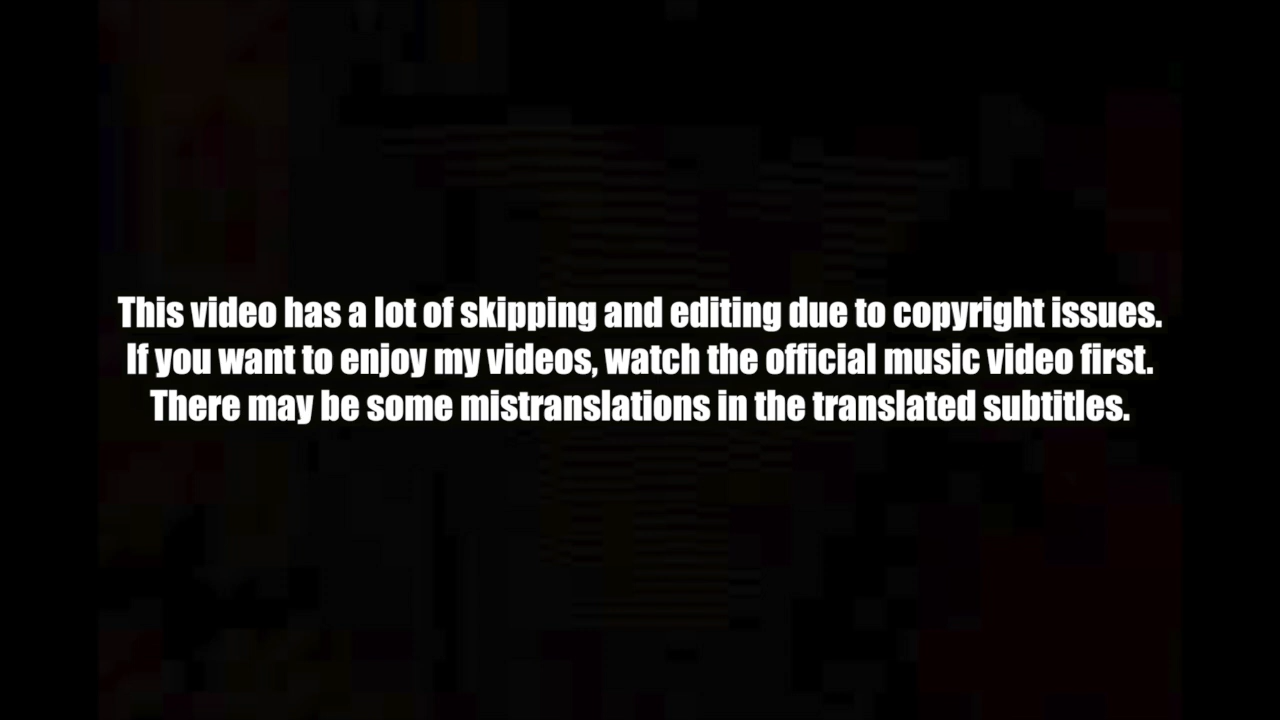 This video has a lot of skipping and editing due to copyright issues.
If you want to enjoy my videos, watch the official music video first.
There may be some mistranslations in the translated subtitles.